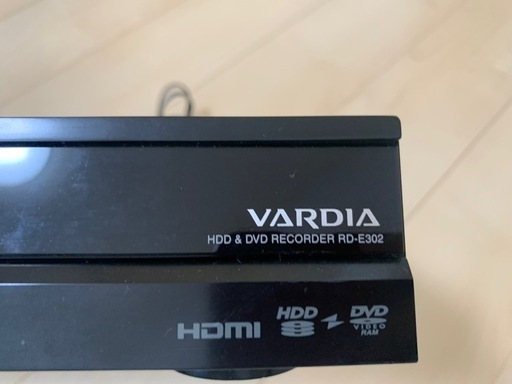 VARDIA
HDD & DVD RECORDER RD-E302
HDMI HDD DVD
VIDEO
RAM